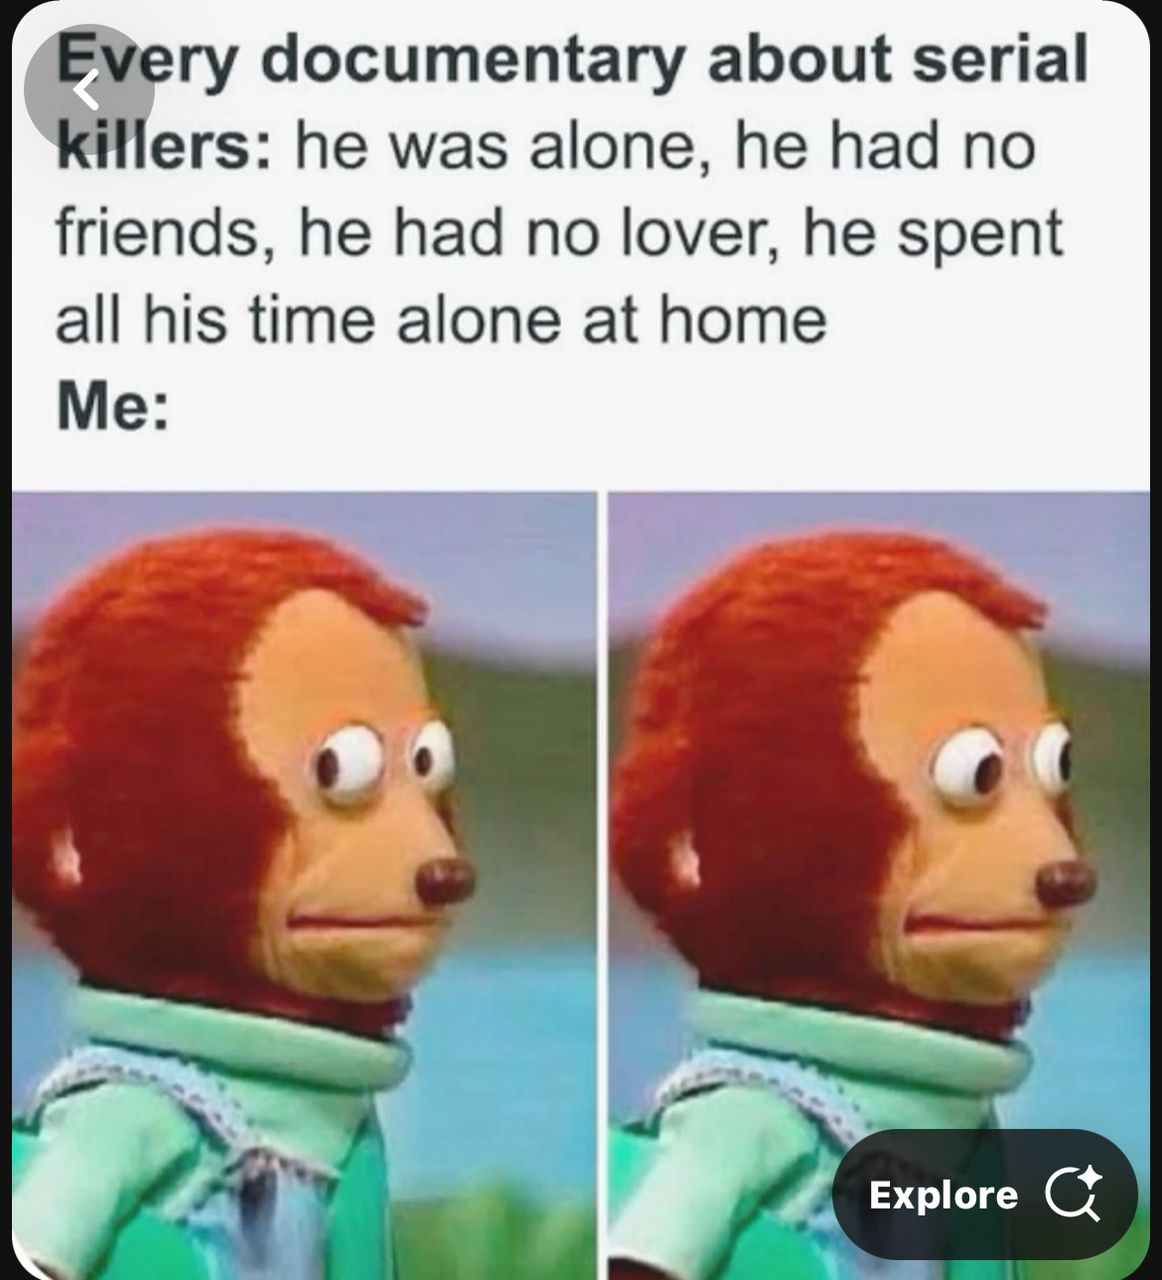 Every documentary about serial
killers: he was alone, he had no
friends, he had no lover, he spent
all his time alone at home
Me:
Explore